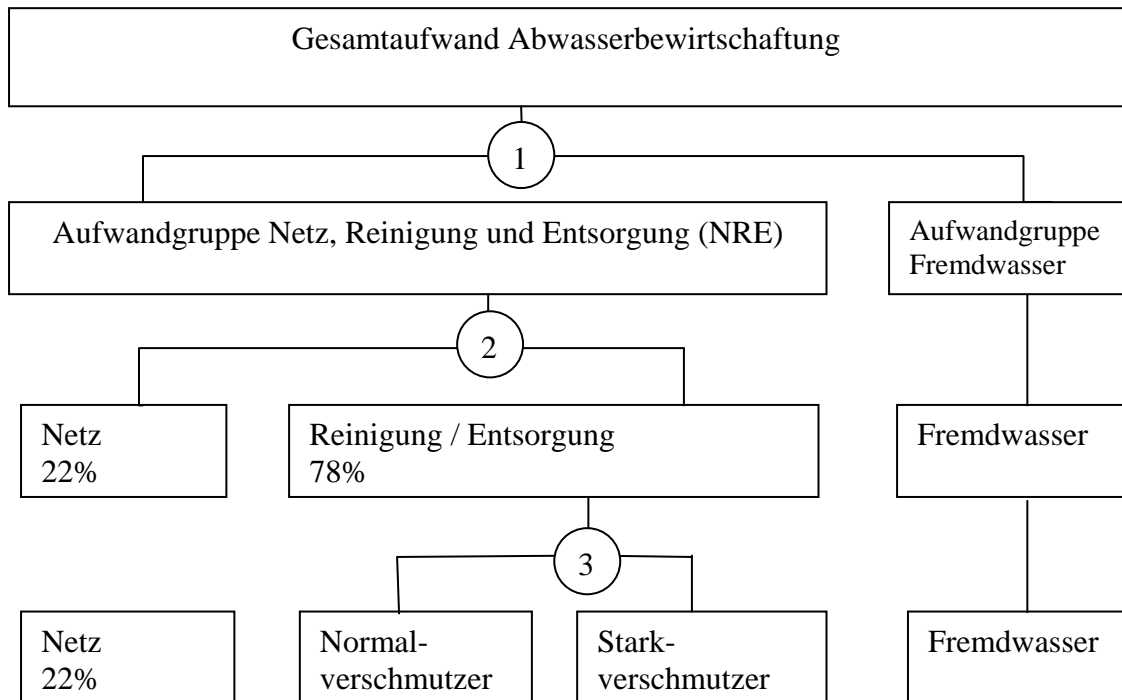 Gesamtaufwand Abwasserbewirtschaftung
1
Aufwandgruppe Netz, Reinigung und Entsorgung (NRE)
Aufwandgruppe
Fremdwasser
2
Netz
22%
Reinigung / Entsorgung
78%
Fremdwasser
3
Netz
22%
Normal-
verschmutzer
Stark-
verschmutzer
Fremdwasser